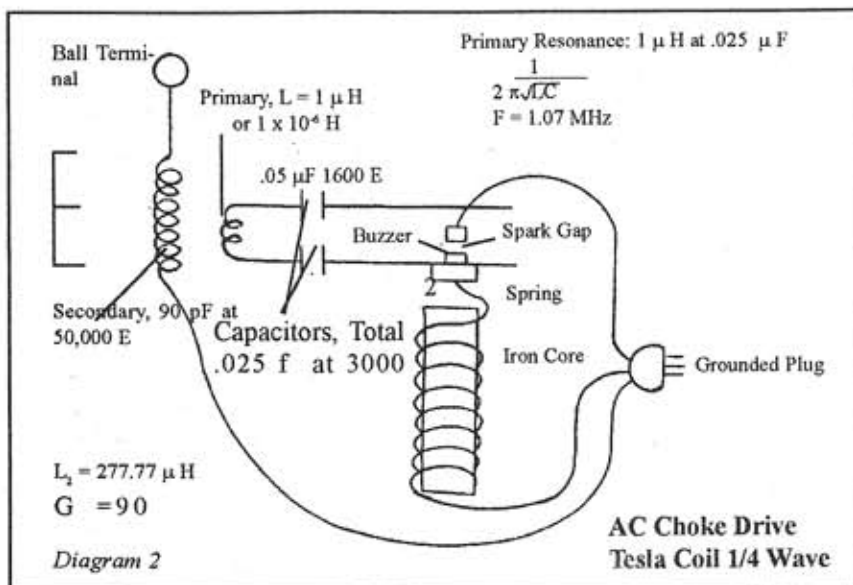 Ball Termi-
nal
Primary Resonance: 1 μ H at .025 μ F
1
2 π√LC
F = 1.07 MHz
Primary, L = 1 μ H
or 1 x 10⁻⁶ H
.05 μF 1600 E
Buzzer
Spark Gap
2
Spring
Secondary, 90 pF at
50,000 E
Capacitors, Total
.025 f at 3000
Iron Core
Grounded Plug
L₂ = 277.77 μ H
G =90
Diagram 2
AC Choke Drive
Tesla Coil 1/4 Wave